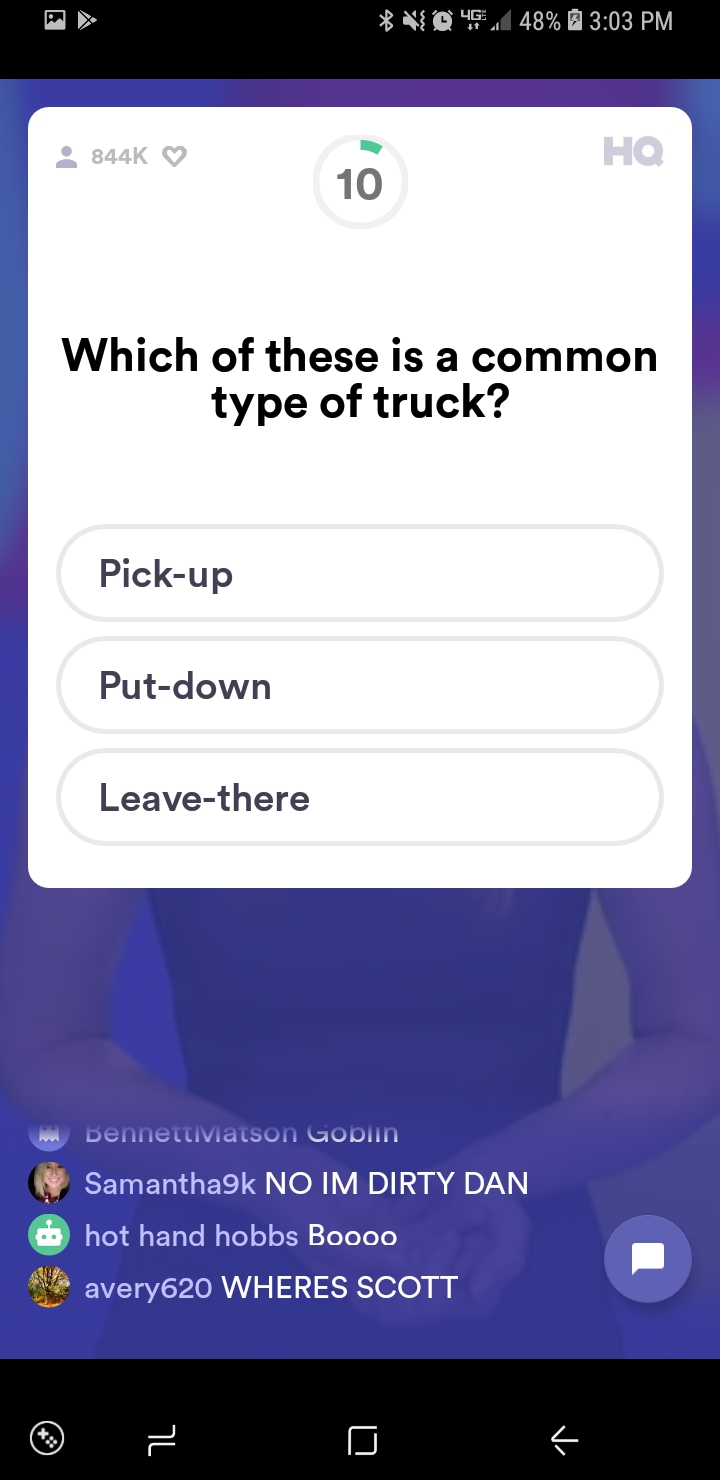 4G 48% 3:03 PM
844K
10
HQ
Which of these is a common
type of truck?
Pick-up
Put-down
Leave-there
BennettMatson Goblin
Samantha9k NO IM DIRTY DAN
hot hand hobbs Boooo
avery620 WHERES SCOTT